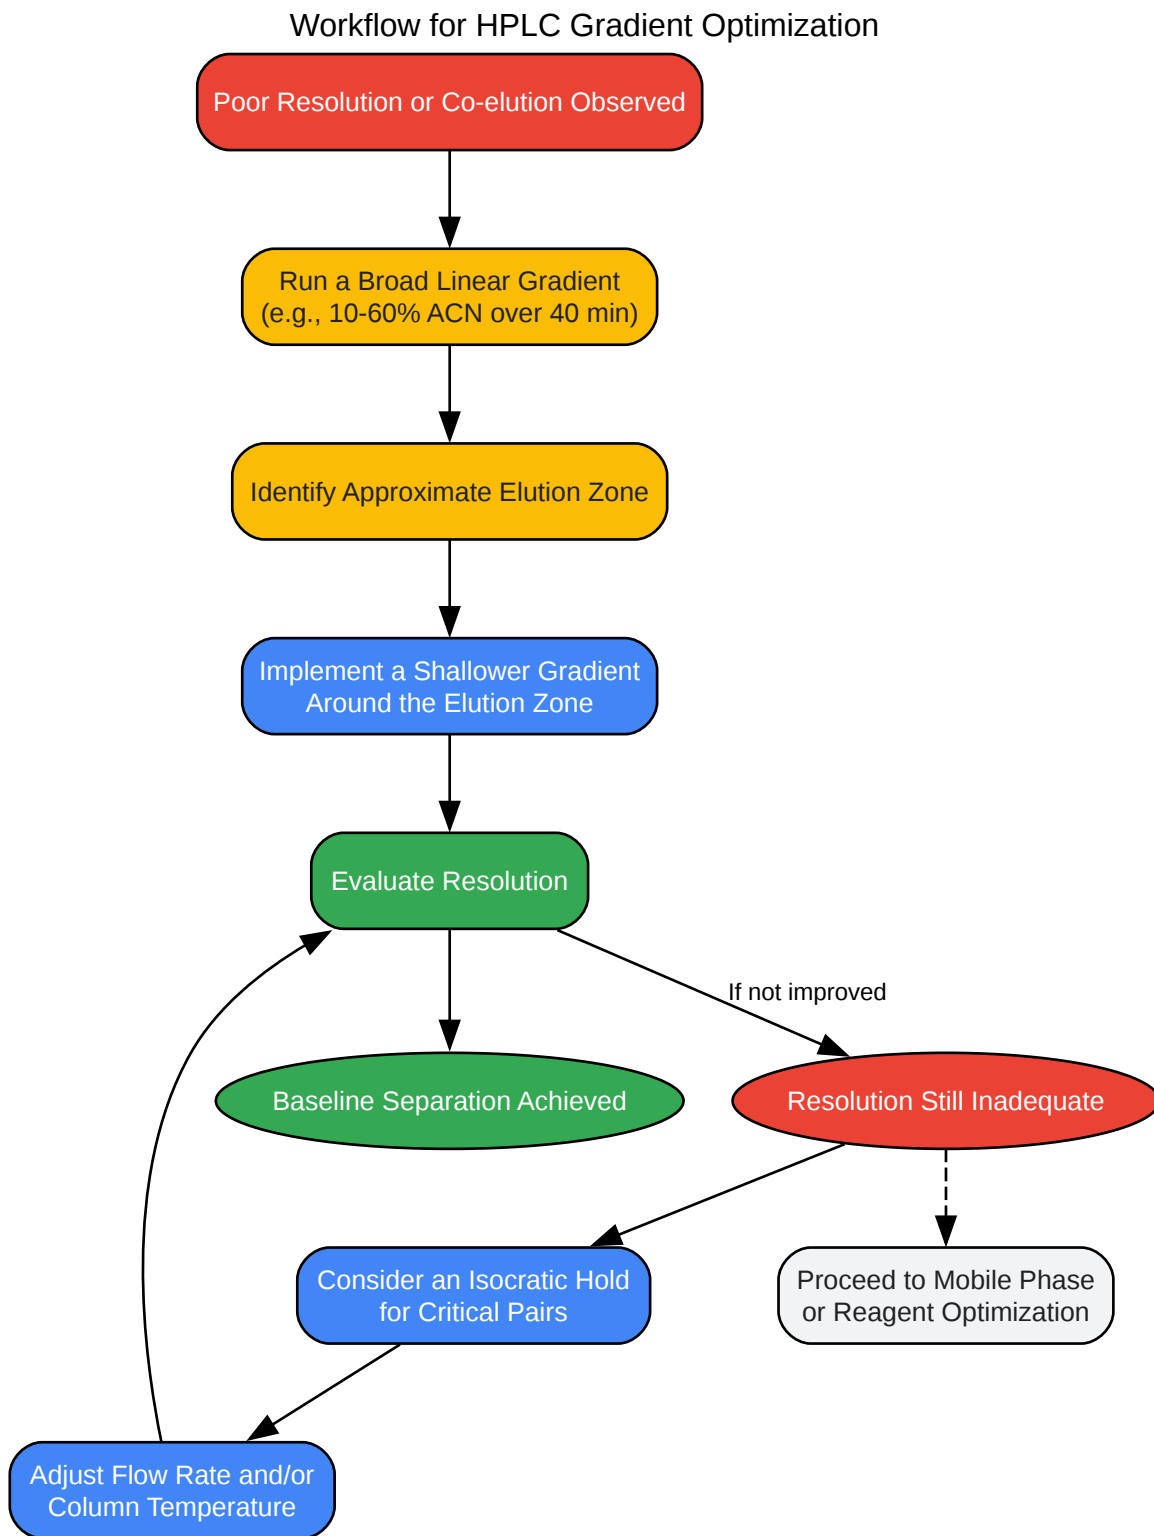 Workflow for HPLC Gradient Optimization
Poor Resolution or Co-elution Observed
Run a Broad Linear Gradient
(e.g., 10-60% ACN over 40 min)
Identify Approximate Elution Zone
Implement a Shallower Gradient
Around the Elution Zone
Evaluate Resolution
If not improved
Baseline Separation Achieved
Resolution Still Inadequate
Consider an Isocratic Hold
for Critical Pairs
Proceed to Mobile Phase
or Reagent Optimization
Adjust Flow Rate and/or
Column Temperature